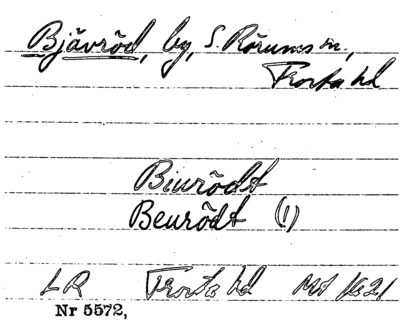 Bjävröd, by, S. Rörums sn.,
Frosta hd
Biurödt
Beurödt (1)
LR Frosta hd
Nr 5572,